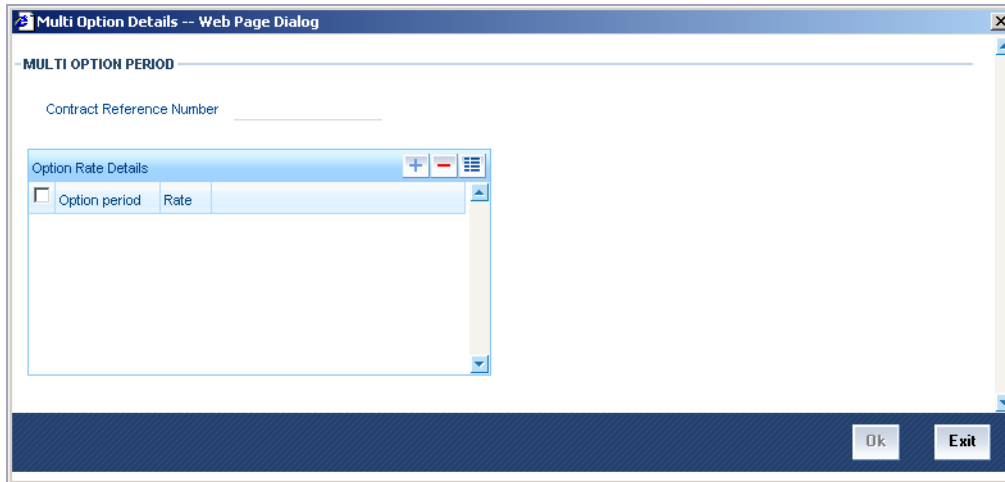 Multi Option Details -- Web Page Dialog
MULTI OPTION PERIOD
Contract Reference Number
Option Rate Details
Option period Rate
Ok Exit